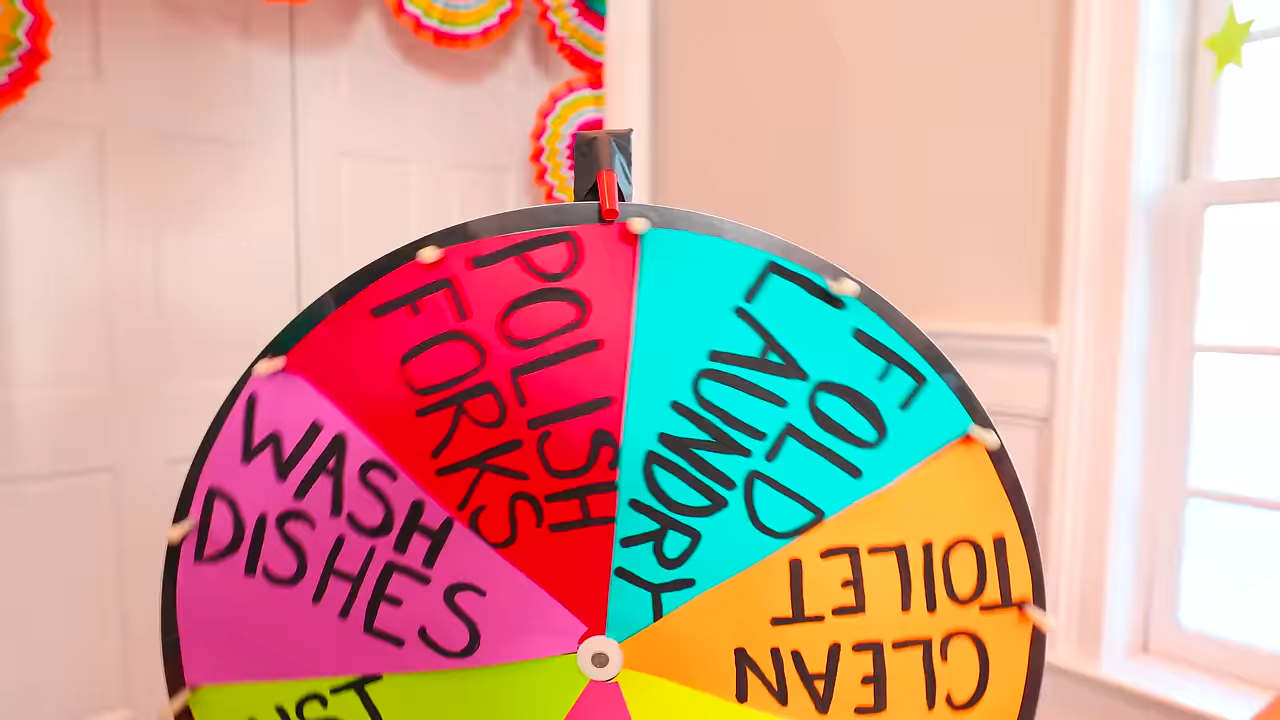 WASH
DISHES
POLISH
FORKS
FOLD
LAUNDRY
CLEAN
TOILET